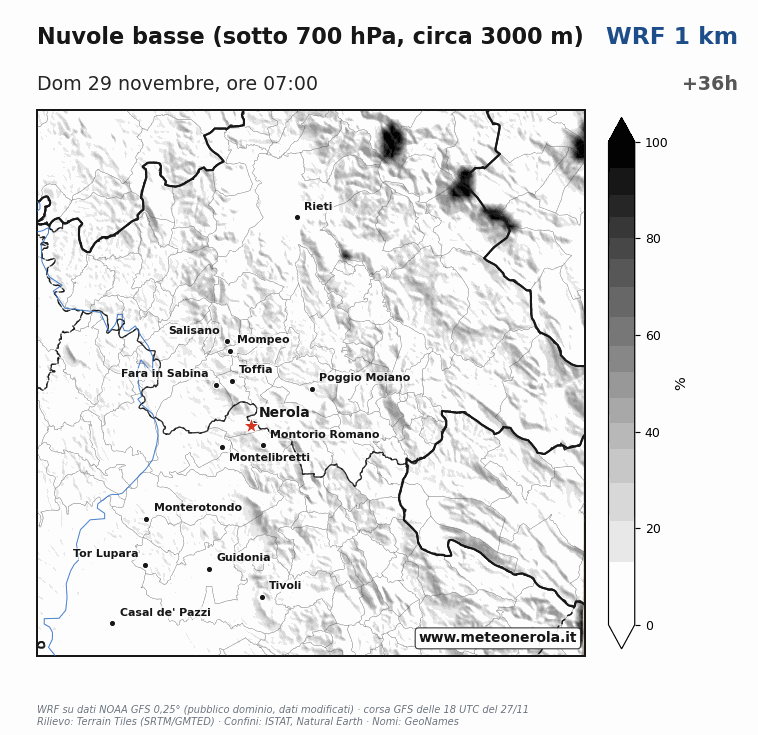 Nuvole basse (sotto 700 hPa, circa 3000 m) WRF 1 km
Dom 29 novembre, ore 07:00 +36h
100
80
60
40
20
0
%
Rieti
Salisano
Mompeo
Toffia
Fara in Sabina
Poggio Moiano
Nerola
Montorio Romano
Montelibretti
Monterotondo
Tor Lupara
Guidonia
Tivoli
Casal de' Pazzi
www.meteonerola.it
WRF su dati NOAA GFS 0,25° (pubblico dominio, dati modificati) · corsa GFS delle 18 UTC del 27/11
Rilievo: Terrain Tiles (SRTM/GMTED) · Confini: ISTAT, Natural Earth · Nomi: GeoNames